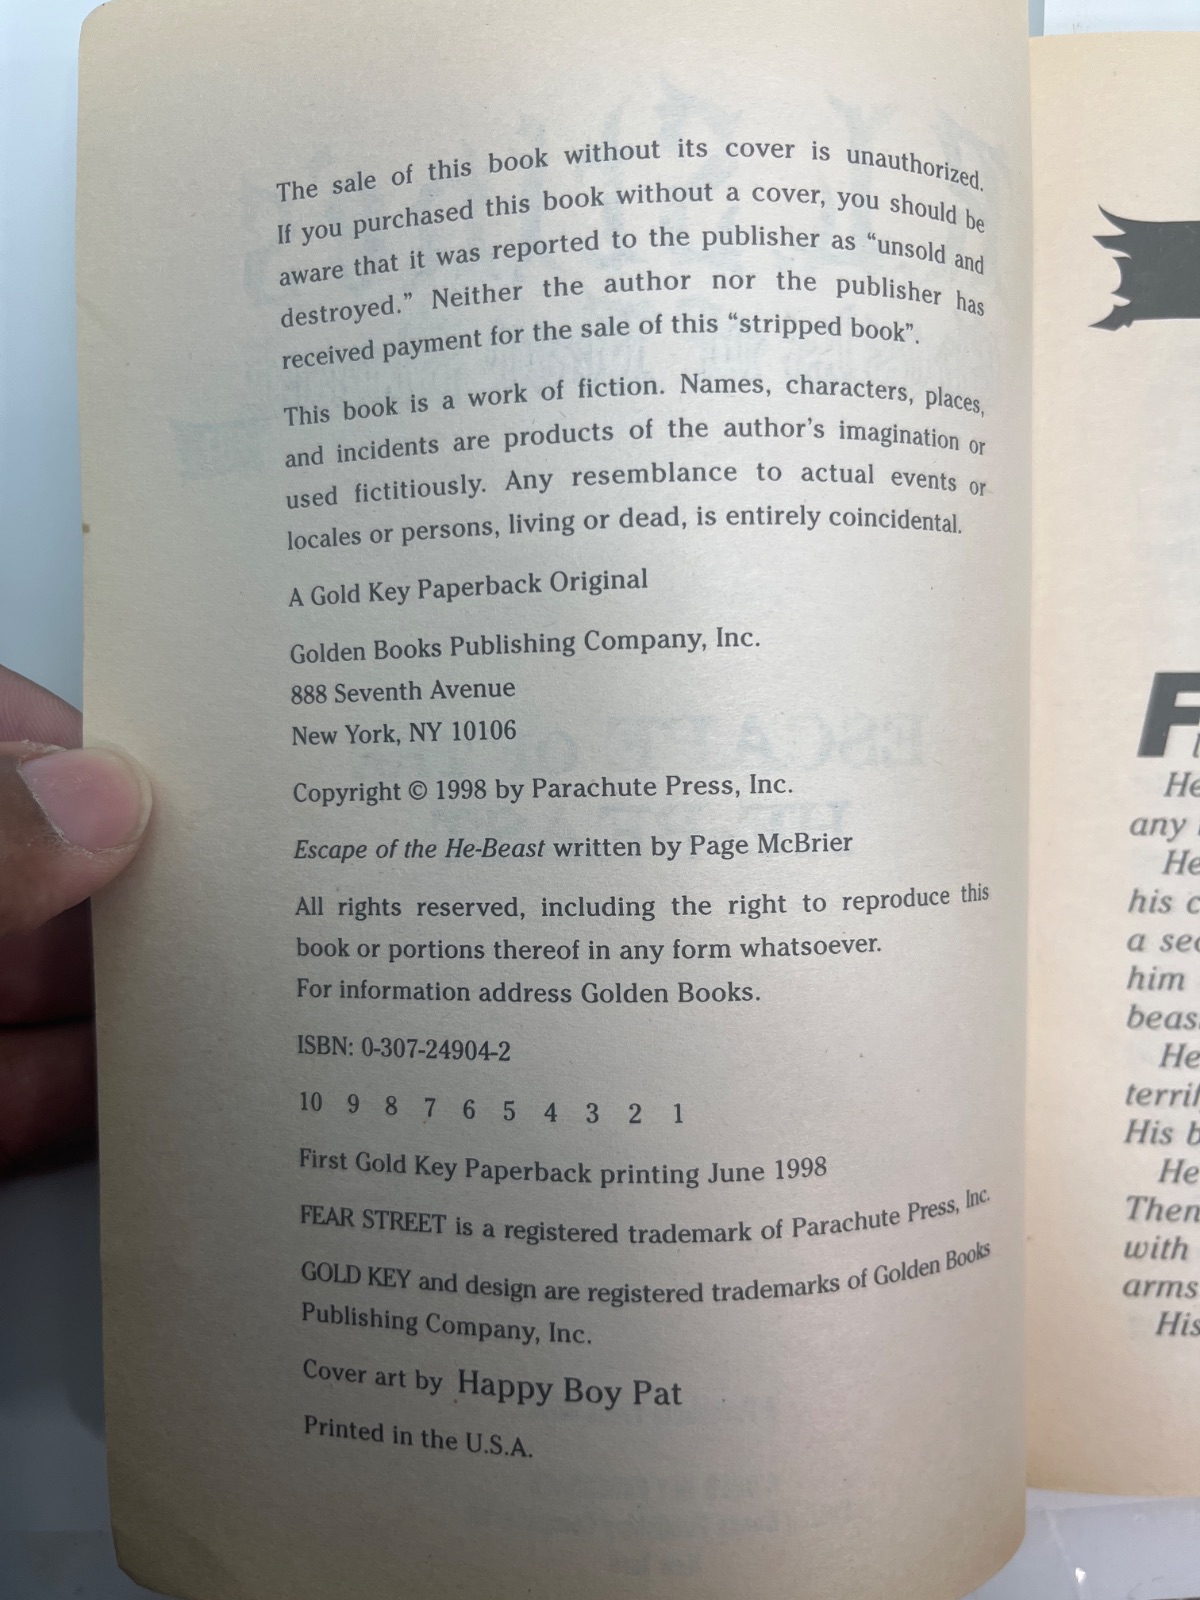 The sale of this book without its cover is unauthorized.
If you purchased this book without a cover, you should be
aware that it was reported to the publisher as “unsold and
destroyed.” Neither the author nor the publisher has
received payment for the sale of this “stripped book”.
This book is a work of fiction. Names, characters, places,
and incidents are products of the author's imagination or
used fictitiously. Any resemblance to actual events or
locales or persons, living or dead, is entirely coincidental.
A Gold Key Paperback Original
Golden Books Publishing Company, Inc.
888 Seventh Avenue
New York, NY 10106
Copyright © 1998 by Parachute Press, Inc.
Escape of the He-Beast written by Page McBrier
All rights reserved, including the right to reproduce this
book or portions thereof in any form whatsoever.
For information address Golden Books.
ISBN: 0-307-24904-2
10 9 8 7 6 5 4 3 2 1
First Gold Key Paperback printing June 1998
FEAR STREET is a registered trademark of Parachute Press, Inc.
GOLD KEY and design are registered trademarks of Golden Books
Publishing Company, Inc.
Cover art by Happy Boy Pat
Printed in the U.S.A.
He
any
He
his
a
him
He
His
He
Then
with
arms
His